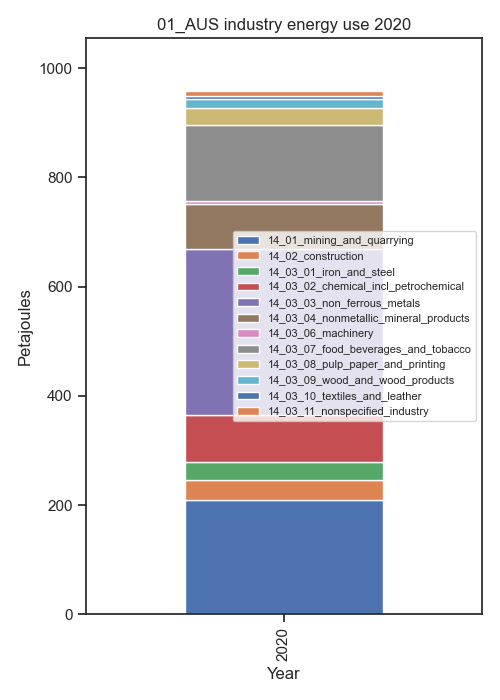 01_AUS industry energy use 2020
1000
800
600
400
200
0
Petajoules
14_01_mining_and_quarrying
14_02_construction
14_03_01_iron_and_steel
14_03_02_chemical_incl_petrochemical
14_03_03_non_ferrous_metals
14_03_04_nonmetallic_mineral_products
14_03_06_machinery
14_03_07_food_beverages_and_tobacco
14_03_08_pulp_paper_and_printing
14_03_09_wood_and_wood_products
14_03_10_textiles_and_leather
14_03_11_nonspecified_industry
2020
Year